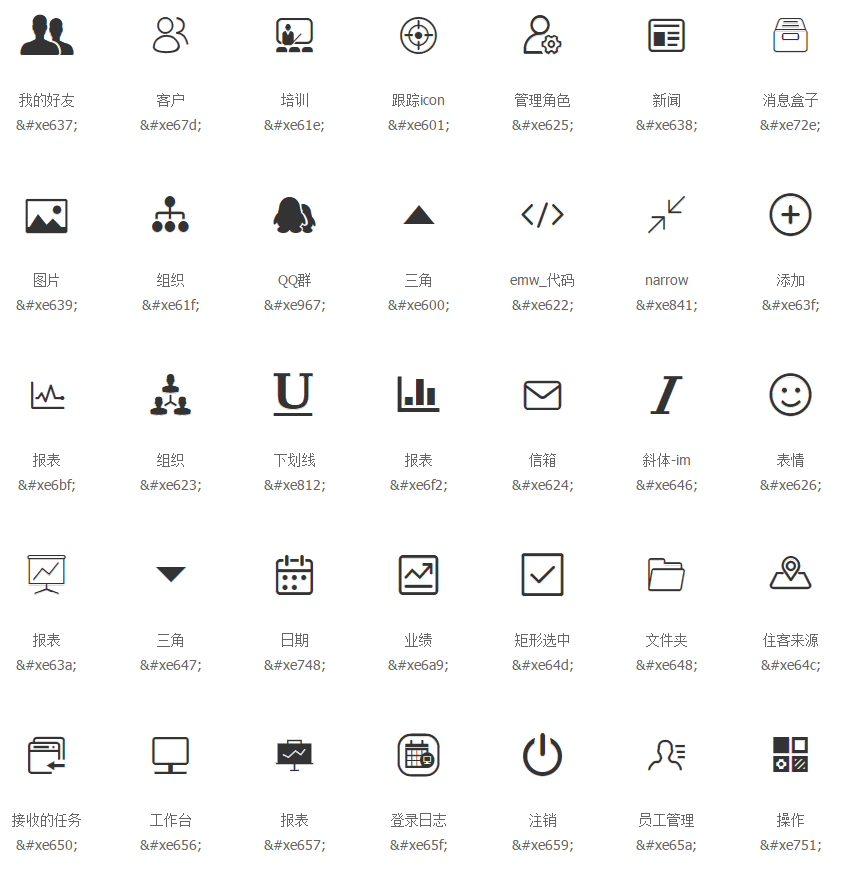 我的好友 客户 培训 跟踪icon 管理角色 新闻 消息盒子
&#xe637; &#xe67d; &#xe61e; &#xe601; &#xe625; &#xe638; &#xe72e;
图片 组织 QQ群 三角 emw_代码 narrow 添加
&#xe639; &#xe61f; &#xe967; &#xe600; &#xe622; &#xe841; &#xe63f;
报表 组织 下划线 报表 信箱 斜体-im 表情
&#xe6bf; &#xe623; &#xe812; &#xe6f2; &#xe624; &#xe646; &#xe626;
报表 三角 日期 业绩 矩形选中 文件夹 住客来源
&#xe63a; &#xe647; &#xe748; &#xe6a9; &#xe64d; &#xe648; &#xe64c;
接收的任务 工作台 报表 登录日志 注销 员工管理 操作
&#xe650; &#xe656; &#xe657; &#xe65f; &#xe659; &#xe65a; &#xe751;